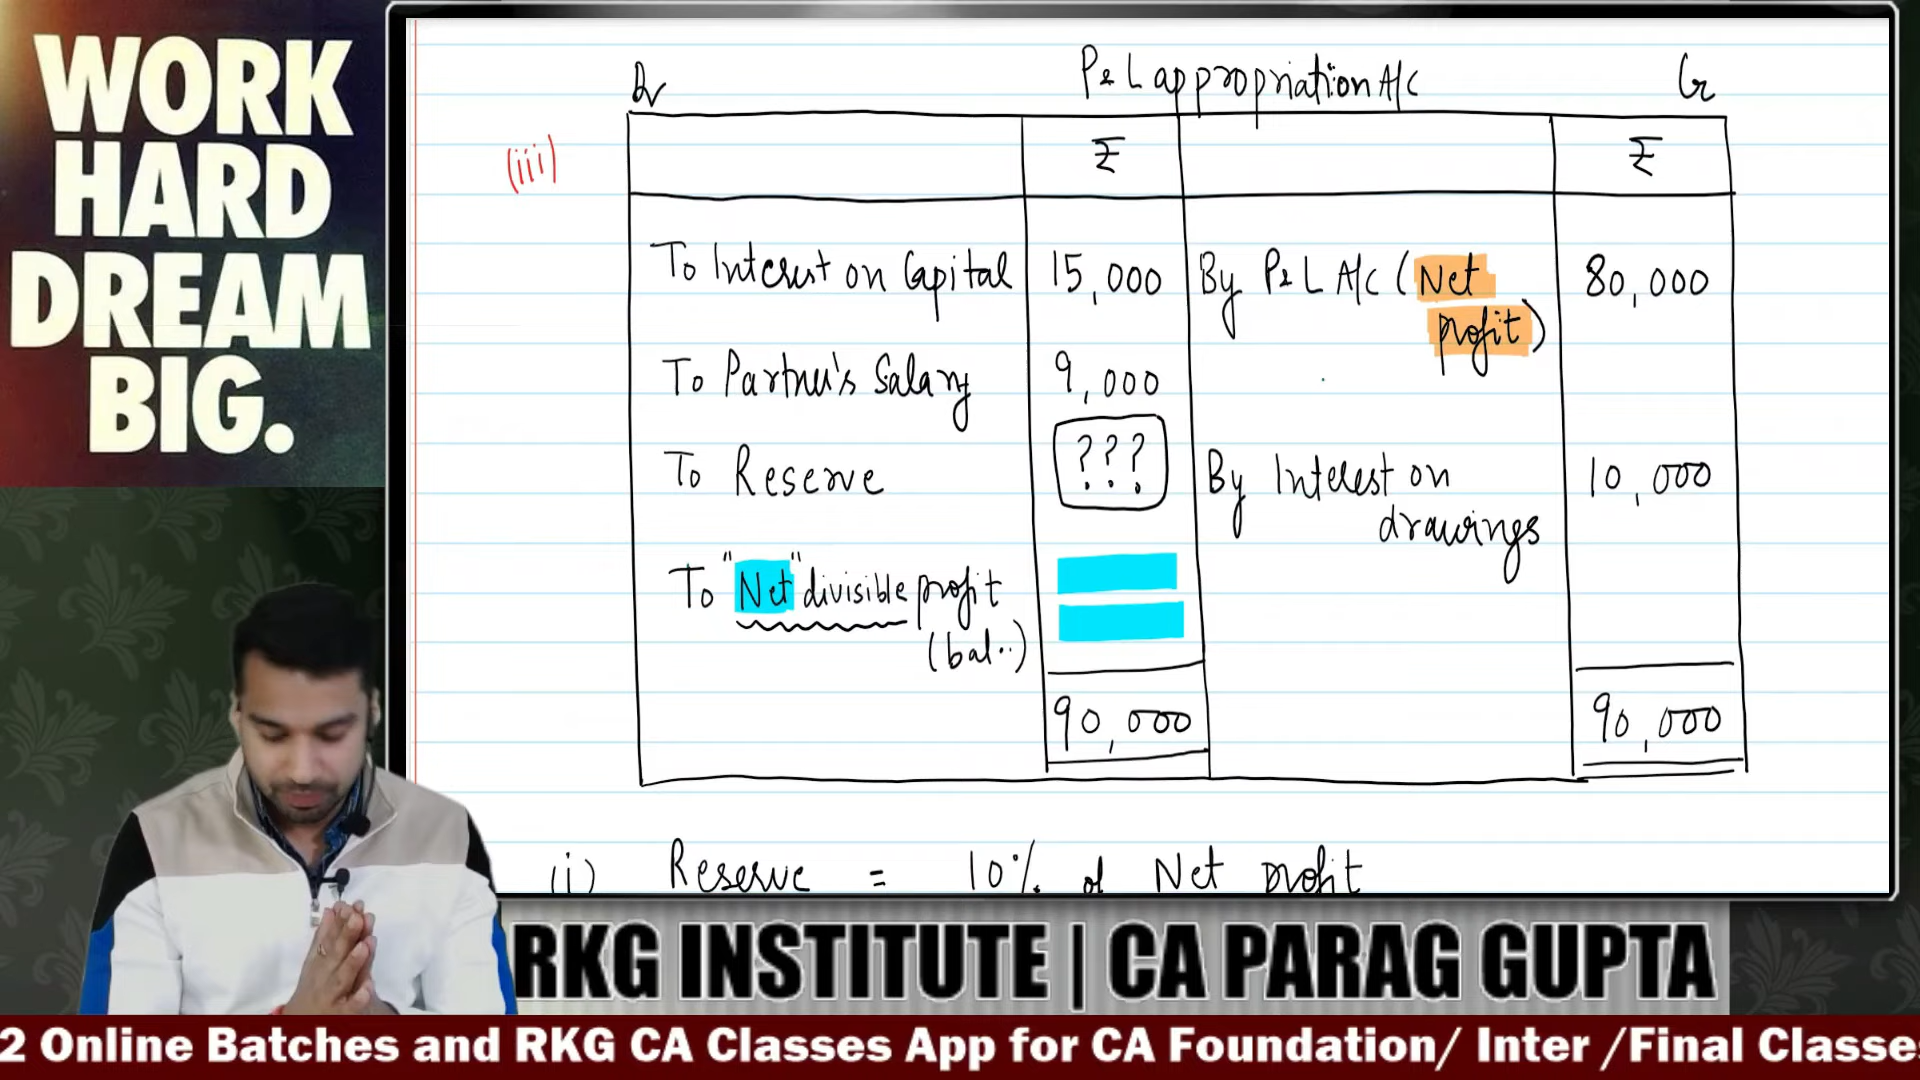 WORK
HARD
DREAM
BIG.
Dr P & L appropriation A/C Cr
(iii)
₹ ₹
To Interest on Capital 15,000 By P & L A/C (Net profit) 80,000
To Partner's Salary 9,000
To Reserve ??? By Interest on drawings 10,000
To "Net" divisible profit (bal..)
90,000 90,000
(ii) Reserve = 10% of Net profit
RKG INSTITUTE | CA PARAG GUPTA
2 Online Batches and RKG CA Classes App for CA Foundation/ Inter /Final Classes